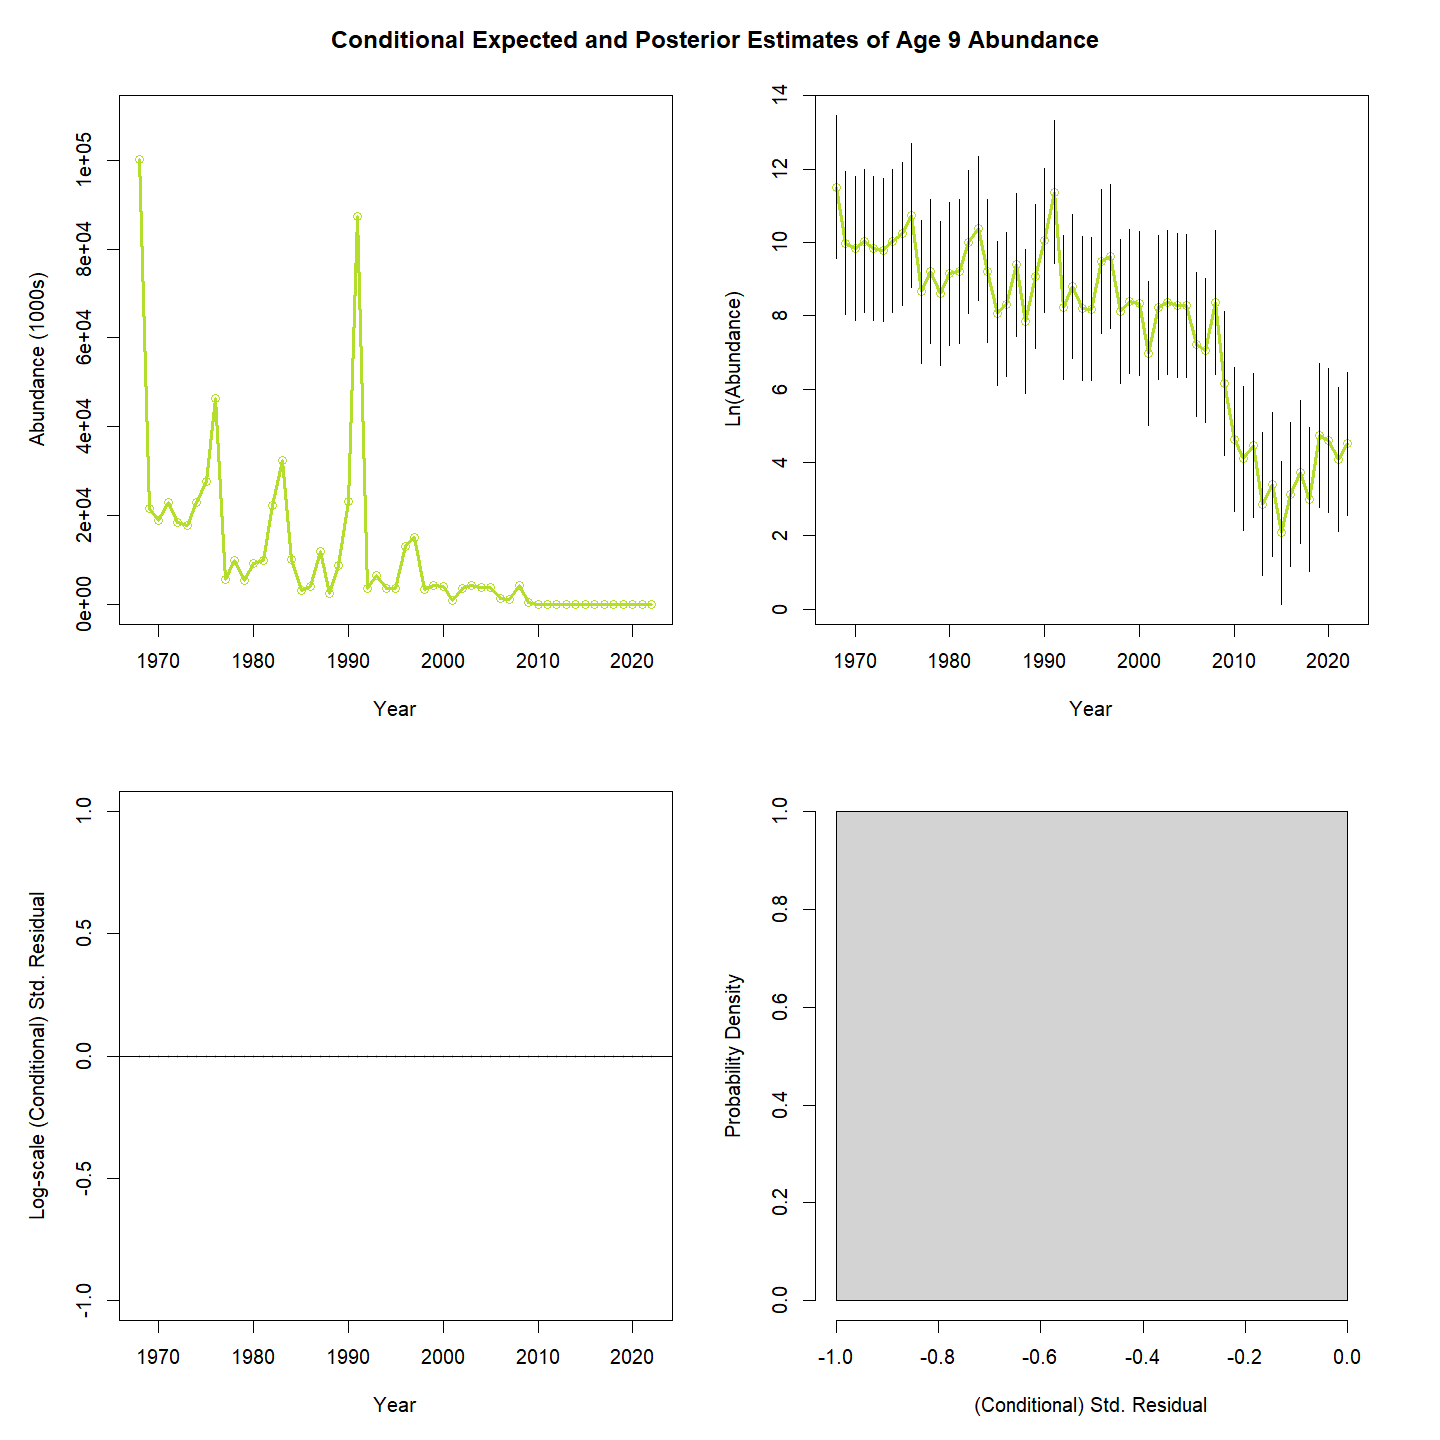 Conditional Expected and Posterior Estimates of Age 9 Abundance
Abundance (1000s)
0e+00 2e+04 4e+04 6e+04 8e+04 1e+05
1970 1980 1990 2000 2010 2020
Year
Ln(Abundance)
0 2 4 6 8 10 12 14
1970 1980 1990 2000 2010 2020
Year
Log-scale (Conditional) Std. Residual
-1.0 -0.5 0.0 0.5 1.0
1970 1980 1990 2000 2010 2020
Year
Probability Density
0.0 0.2 0.4 0.6 0.8 1.0
-1.0 -0.8 -0.6 -0.4 -0.2 0.0
(Conditional) Std. Residual